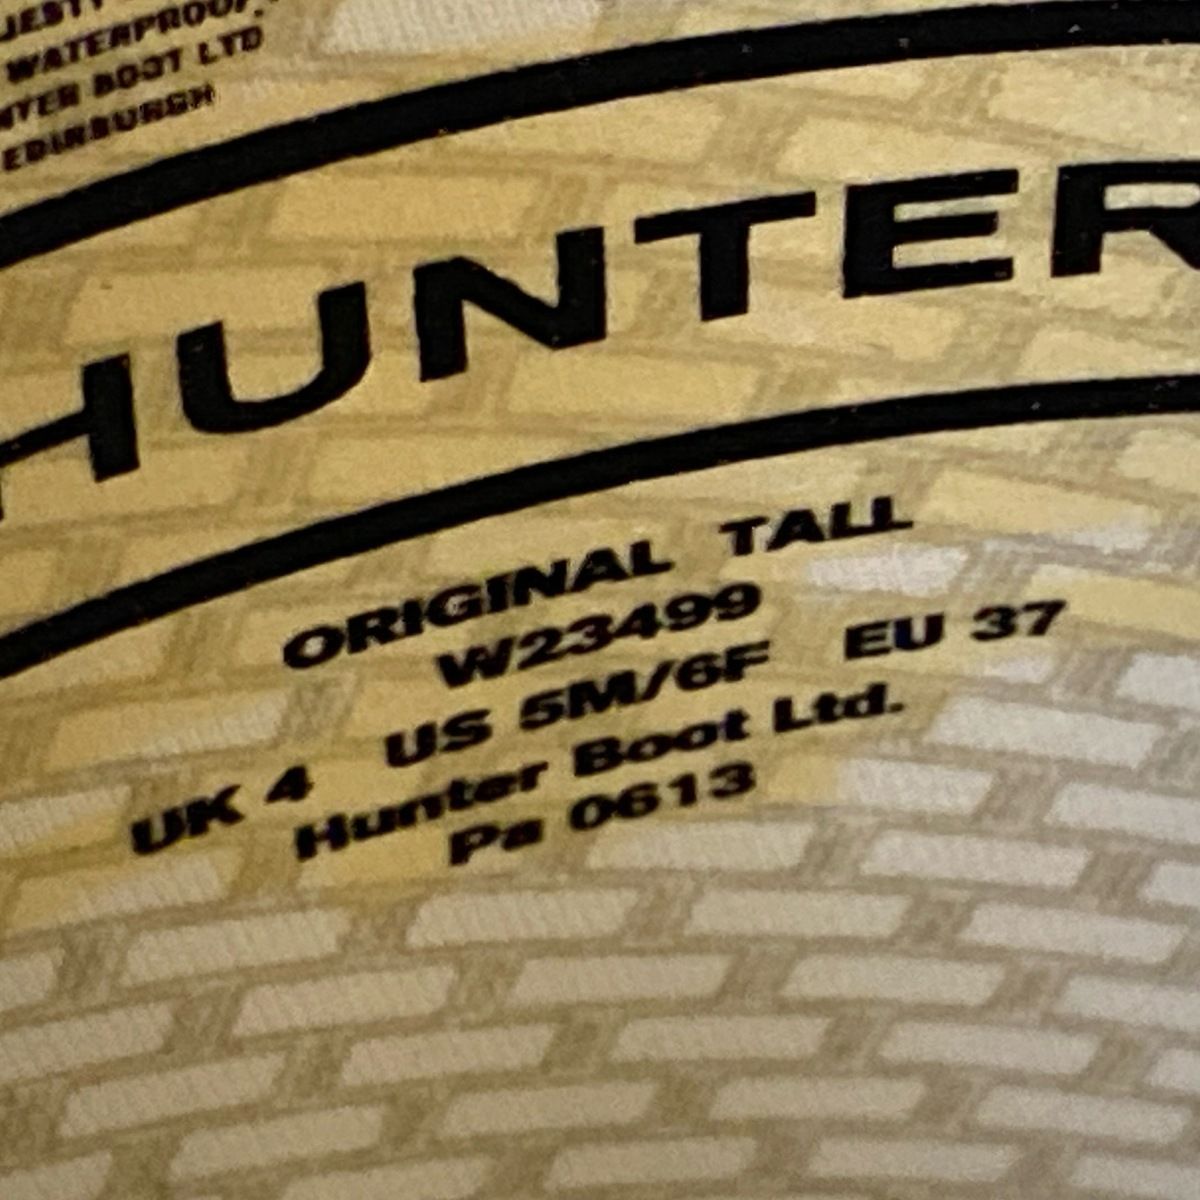 WATERPROOF
BOOT LTD
EDINBURGH
HUNTER
ORIGINAL TALL
W23499
UK 4 US 5M/6F EU 37
Hunter Boot Ltd.
Pa 0613